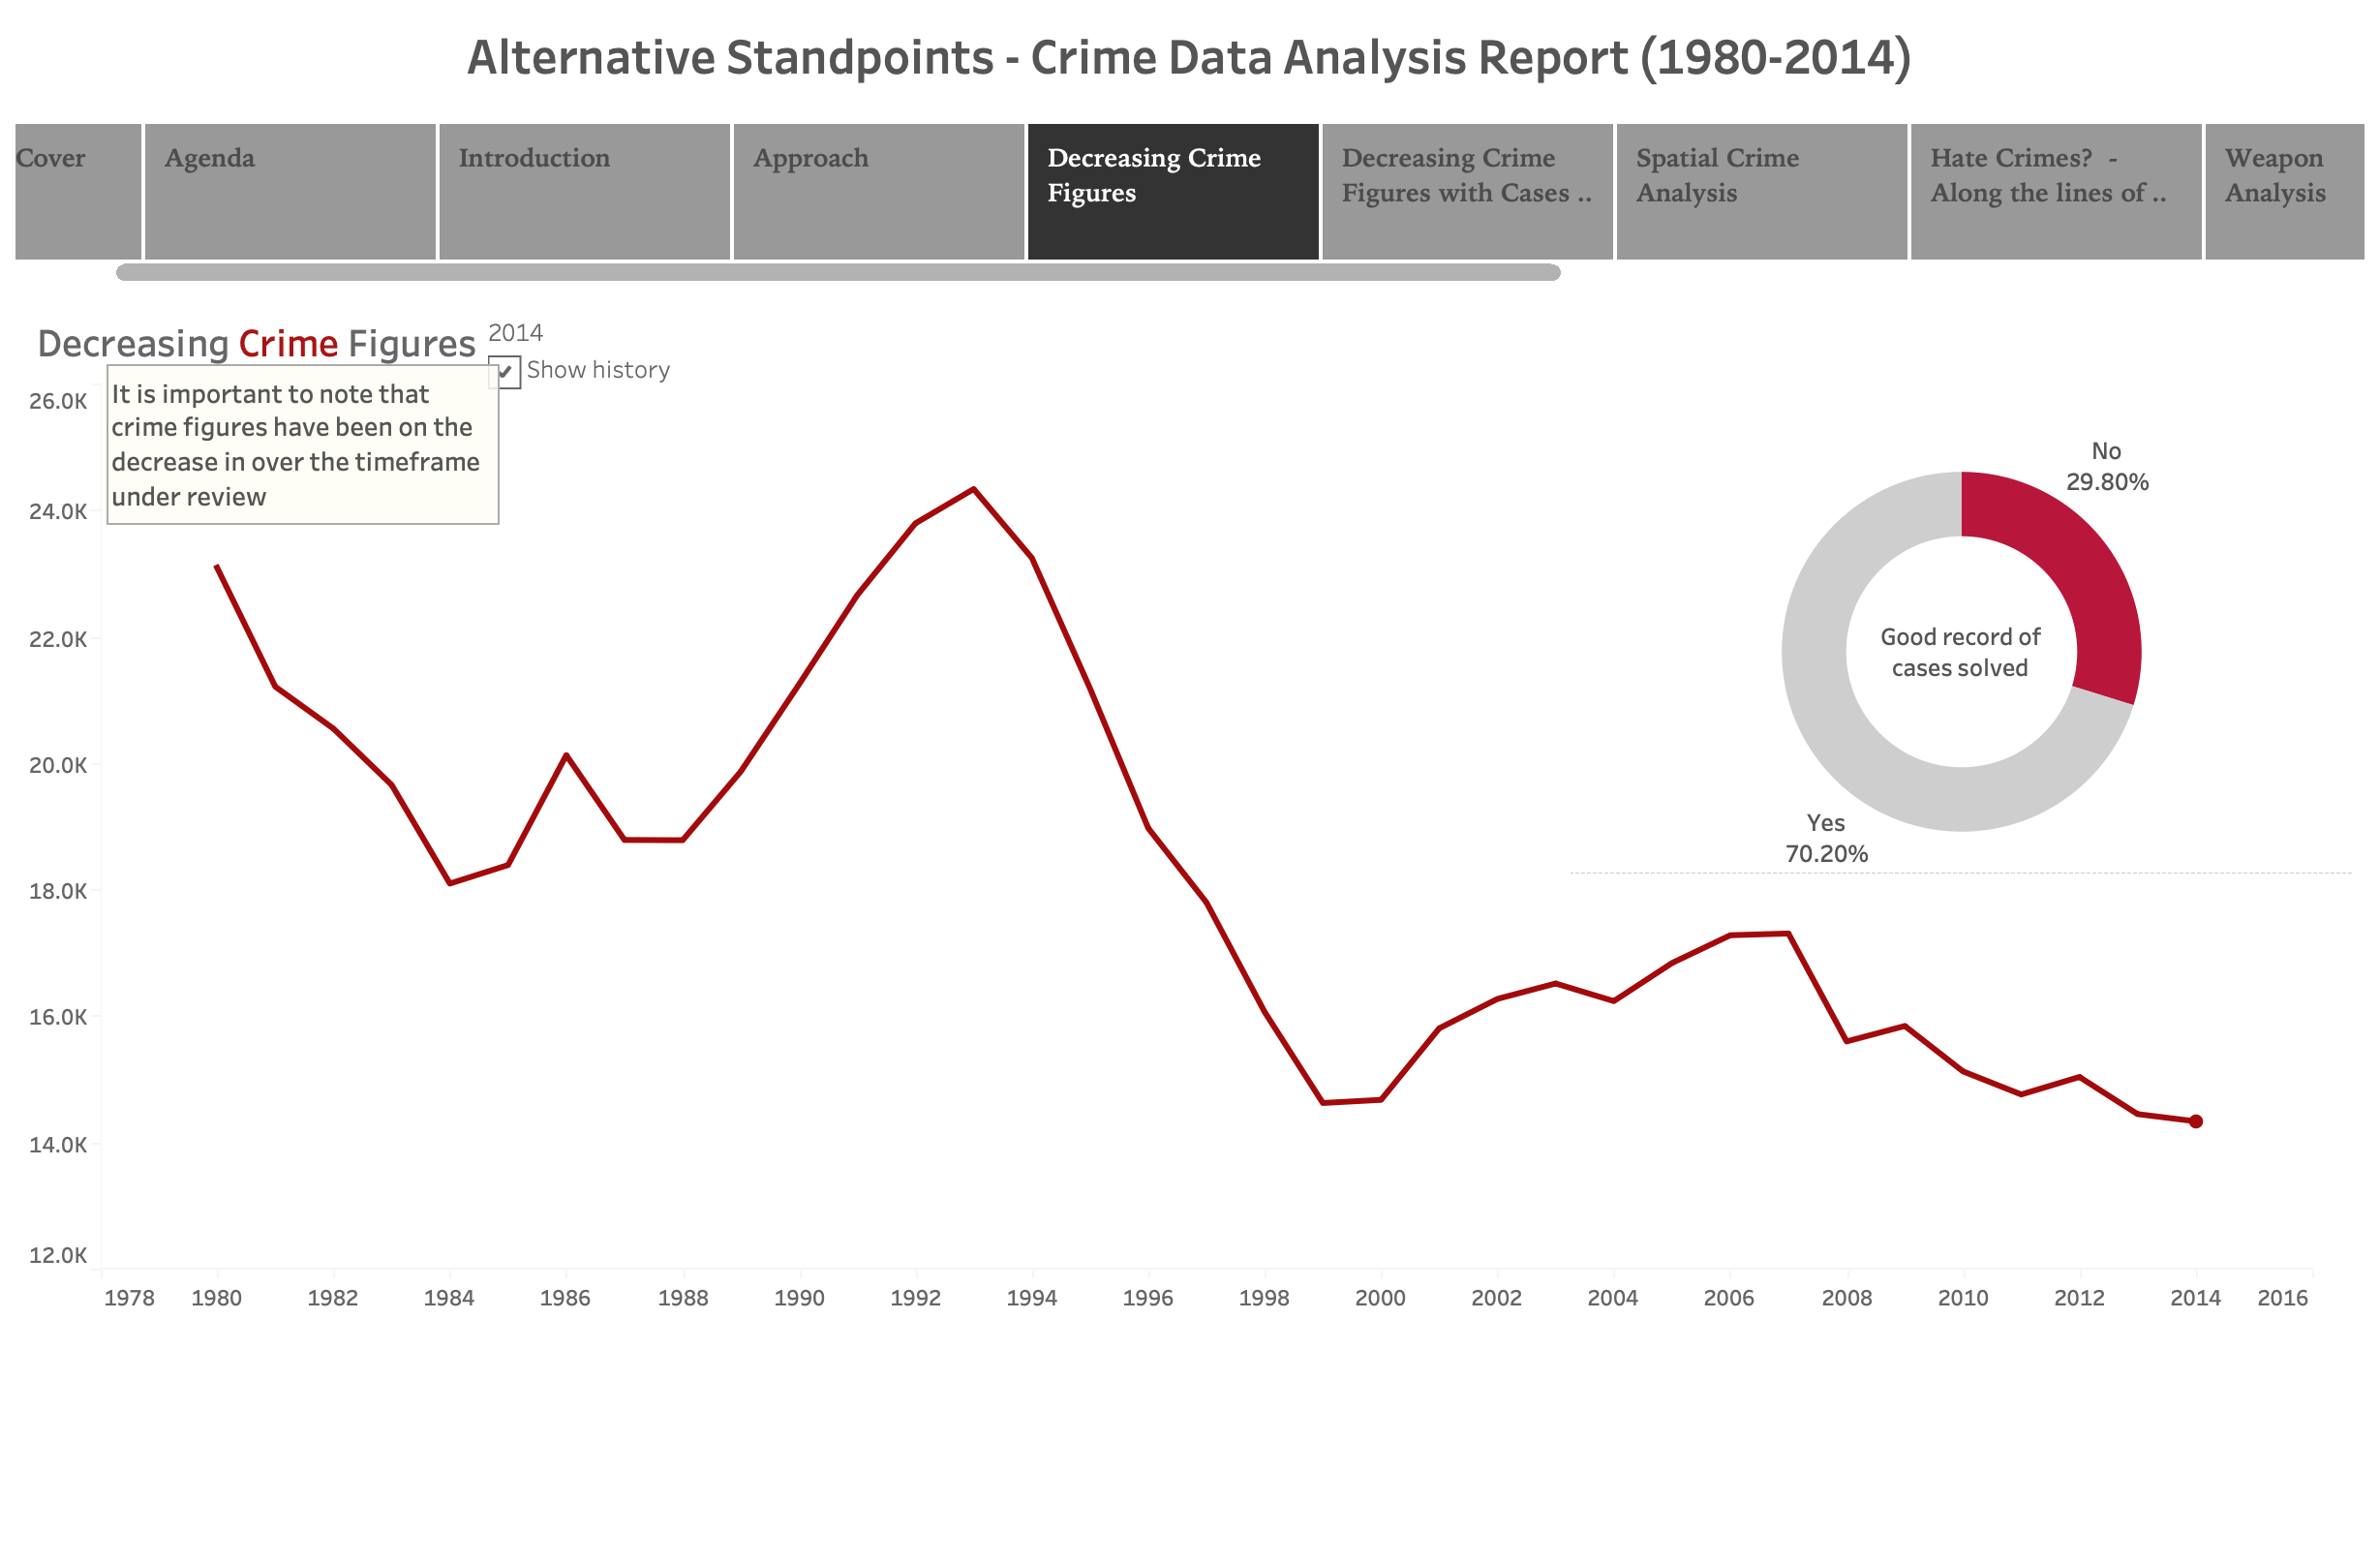 Alternative Standpoints - Crime Data Analysis Report (1980-2014)
Cover
Agenda
Introduction
Approach
Decreasing Crime
Figures
Decreasing Crime
Figures with Cases ..
Spatial Crime
Analysis
Hate Crimes? -
Along the lines of ..
Weapon
Analysis
Decreasing Crime Figures
2014
Show history
It is important to note that
crime figures have been on the
decrease in over the timeframe
under review
26.0K
24.0K
22.0K
20.0K
18.0K
16.0K
14.0K
12.0K
No
29.80%
Good record of
cases solved
Yes
70.20%
1978 1980 1982 1984 1986 1988 1990 1992 1994 1996 1998 2000 2002 2004 2006 2008 2010 2012 2014 2016